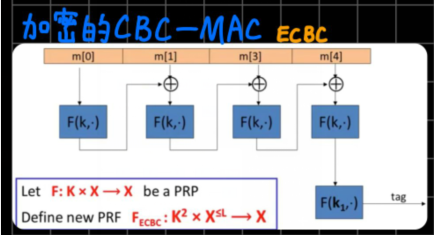 加密的CBC-MAC ECBC
m[0] m[1] m[3] m[4]
F(k,·) F(k,·) F(k,·) F(k,·)
Let F: K × X ⟶ X be a PRP
Define new PRF F_ECBC : K² × X^≤L ⟶ X
F(k₁,·) tag